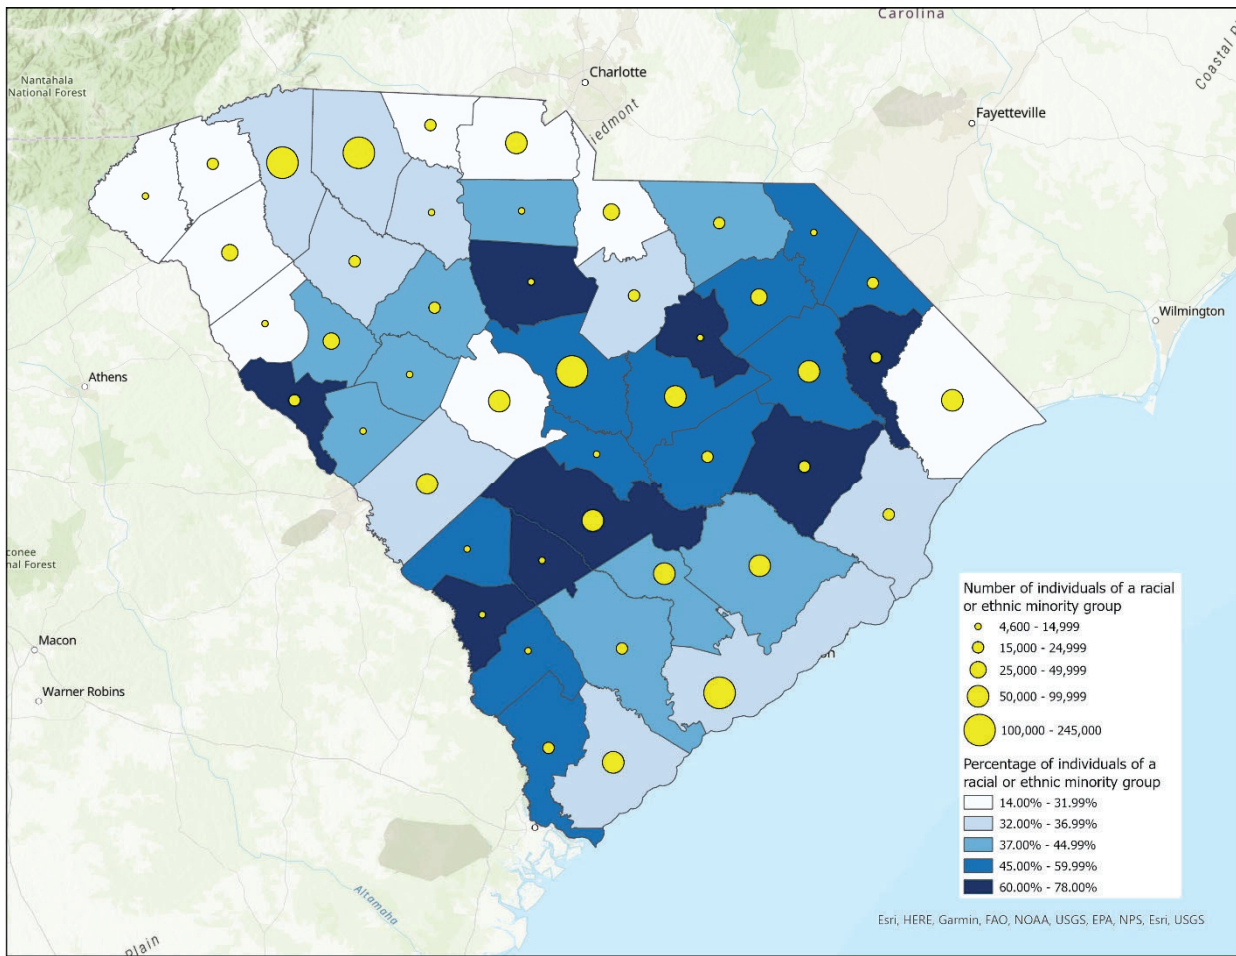 Carolina
Coastal Pl
Nantahala
National Forest
Charlotte
iedmont
Fayetteville
Wilmington
Athens
conee
nal Forest
on
Macon
Warner Robins
Altamaha
Plain
Number of individuals of a racial
or ethnic minority group
4,600 - 14,999
15,000 - 24,999
25,000 - 49,999
50,000 - 99,999
100,000 - 245,000
Percentage of individuals of a
racial or ethnic minority group
14.00% - 31.99%
32.00% - 36.99%
37.00% - 44.99%
45.00% - 59.99%
60.00% - 78.00%
Esri, HERE, Garmin, FAO, NOAA, USGS, EPA, NPS, Esri, USGS